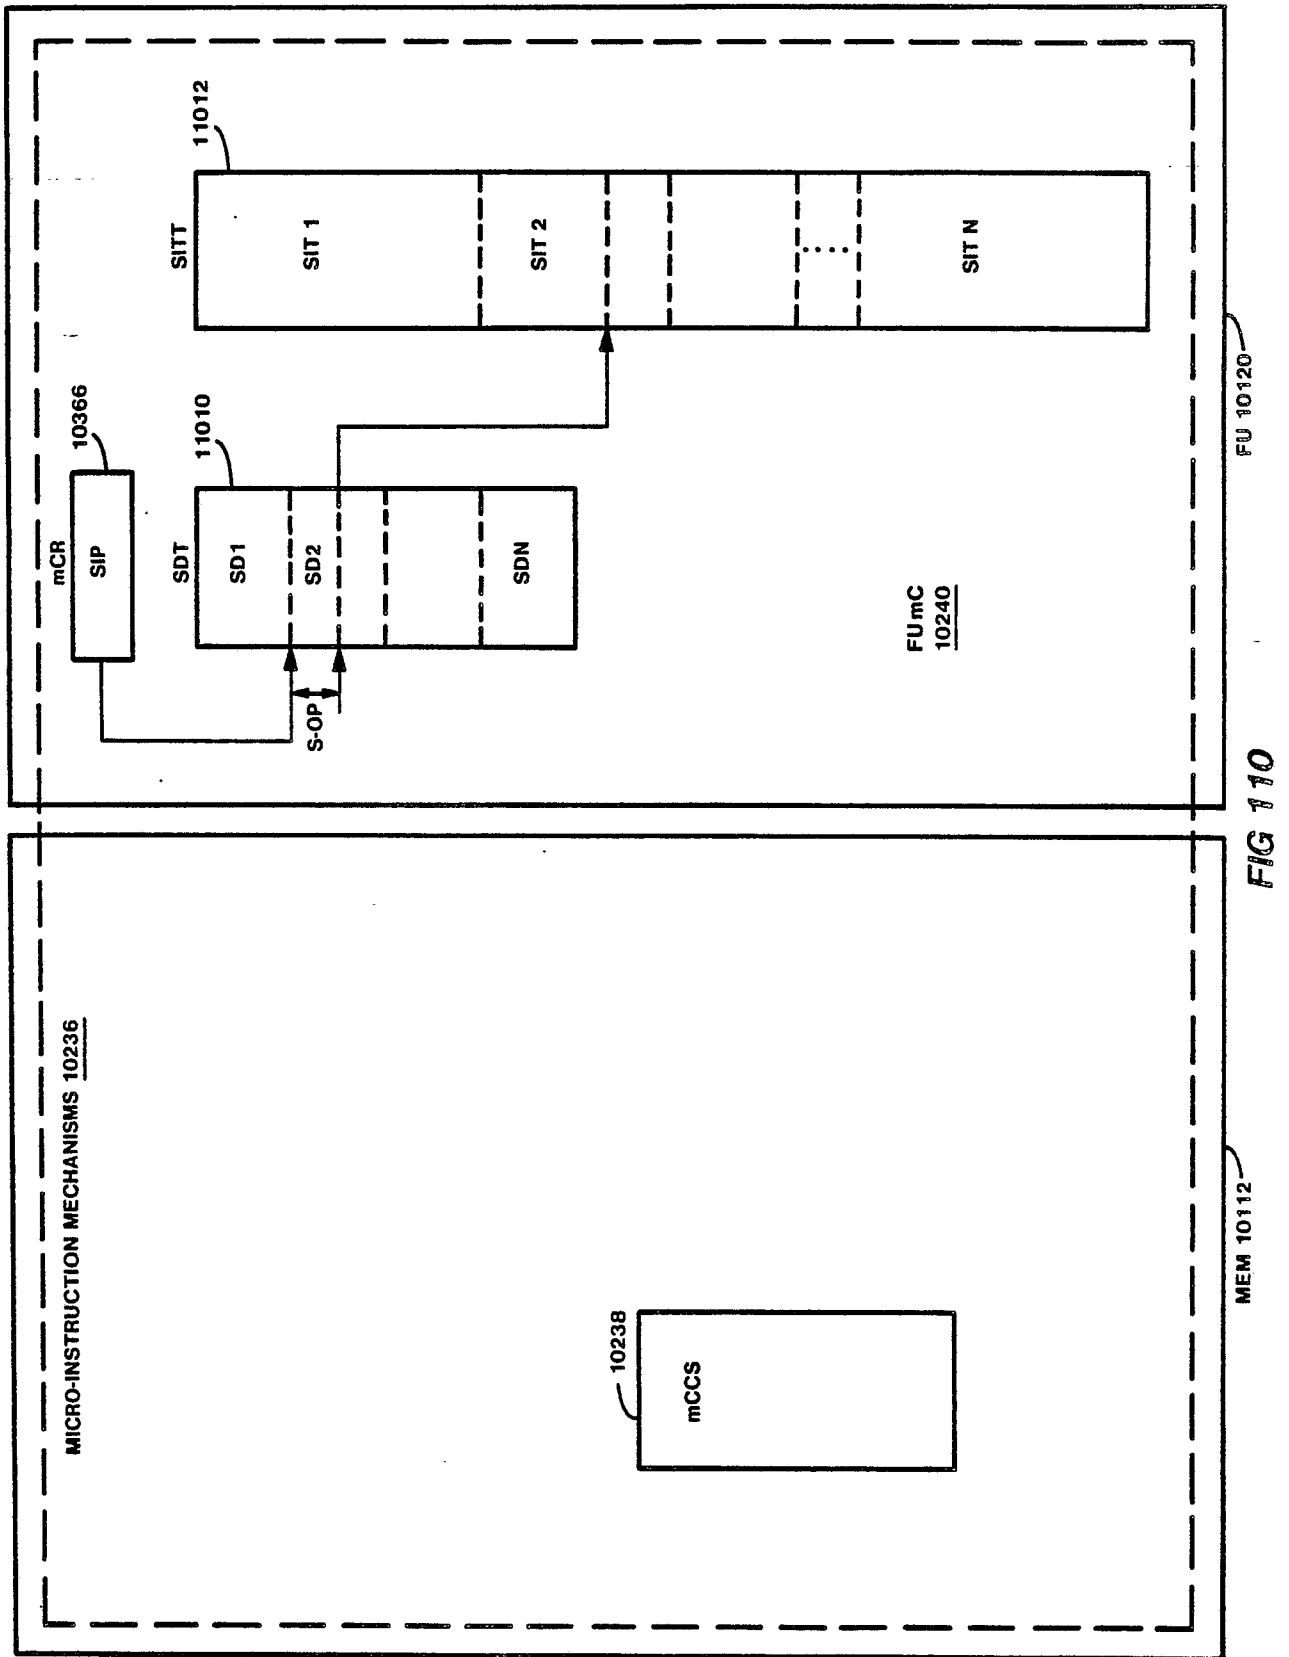 MICRO-INSTRUCTION MECHANISMS 10236
10238
mCCS
MEM 10112
mCR
10366
SIP
SDT
11010
SD1
SD2
SDN
S-OP
SITT
11012
SIT 1
SIT 2
SIT N
FUmC
10240
FU 10120
FIG 110